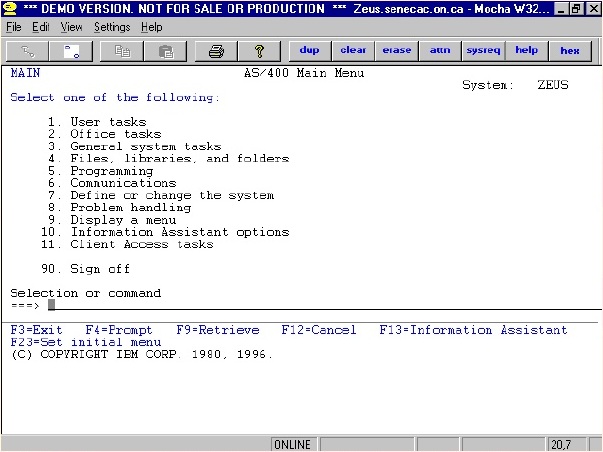 *** DEMO VERSION. NOT FOR SALE OR PRODUCTION *** Zeus.senecac.on.ca - Mocha W32...
File Edit View Settings Help
dup clear erase attn sysreq help hex
MAIN AS/400 Main Menu
System: ZEUS
Select one of the following:
1. User tasks
2. Office tasks
3. General system tasks
4. Files, libraries, and folders
5. Programming
6. Communications
7. Define or change the system
8. Problem handling
9. Display a menu
10. Information Assistant options
11. Client Access tasks
90. Sign off
Selection or command
===>
F3=Exit F4=Prompt F9=Retrieve F12=Cancel F13=Information Assistant
F23=Set initial menu
(C) COPYRIGHT IBM CORP. 1980, 1996.
ONLINE 20,7